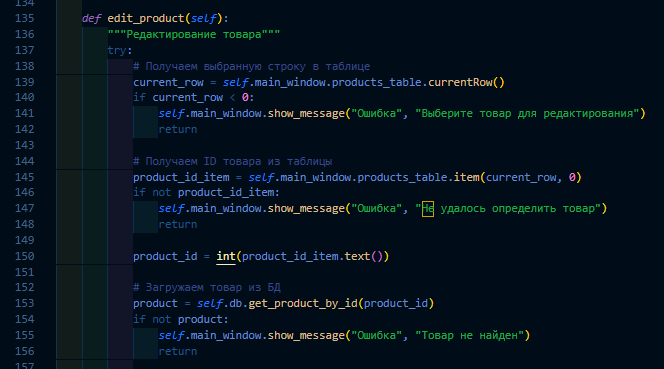 134
135 def edit_product(self):
136 """Редактирование товара"""
137 try:
138 # Получаем выбранную строку в таблице
139 current_row = self.main_window.products_table.currentRow()
140 if current_row < 0:
141 self.main_window.show_message("Ошибка", "Выберите товар для редактирования")
142 return
143
144 # Получаем ID товара из таблицы
145 product_id_item = self.main_window.products_table.item(current_row, 0)
146 if not product_id_item:
147 self.main_window.show_message("Ошибка", "Не удалось определить товар")
148 return
149
150 product_id = int(product_id_item.text())
151
152 # Загружаем товар из БД
153 product = self.db.get_product_by_id(product_id)
154 if not product:
155 self.main_window.show_message("Ошибка", "Товар не найден")
156 return
157